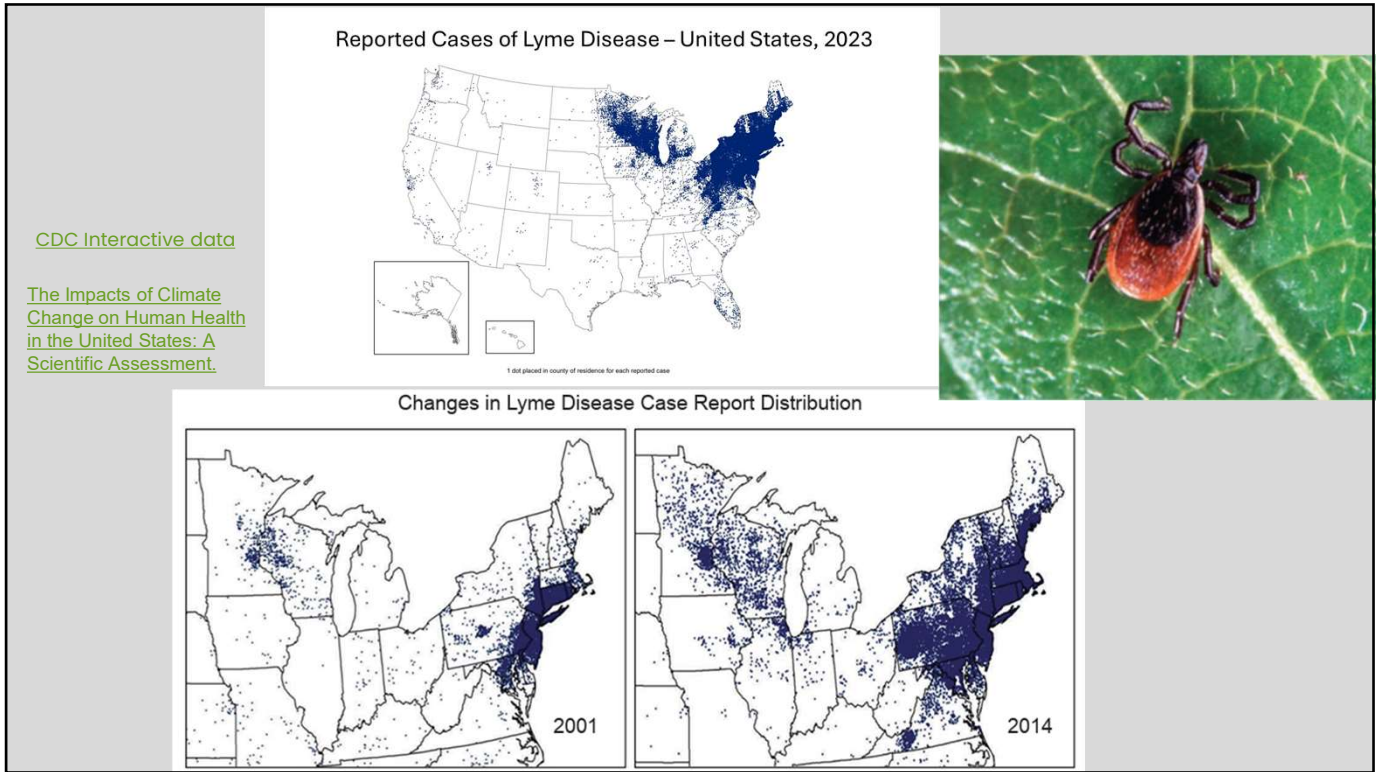 Reported Cases of Lyme Disease – United States, 2023
CDC Interactive data
The Impacts of Climate
Change on Human Health
in the United States: A
Scientific Assessment.
1 dot placed in county of residence for each reported case
Changes in Lyme Disease Case Report Distribution
2001
2014